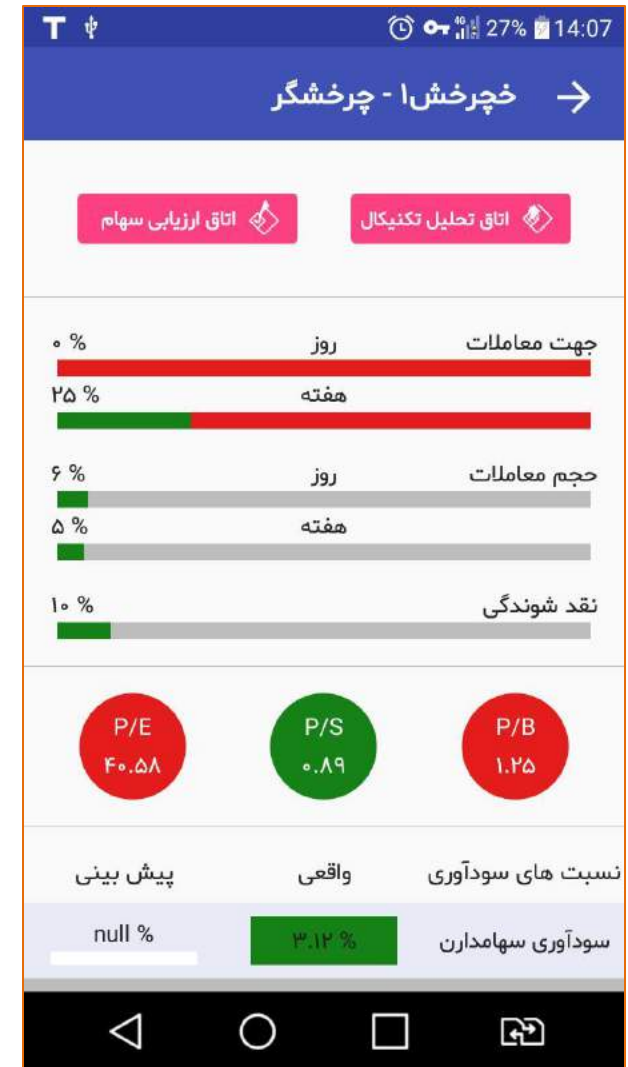 T 4G 27% 14:07
خچرخش۱ - چرخشگر
اتاق تحلیل تکنیکال اتاق ارزیابی سهام
جهت معاملات روز ۰ %
هفته ۲۵ %
حجم معاملات روز ۶ %
هفته ۵ %
نقد شوندگی ۱۰ %
P/E P/S P/B
۴۰.۵۸ ۰.۸۹ ۱.۲۵
نسبت های سودآوری واقعی پیش بینی
سودآوری سهامدارن ۳.۱۲ % null %